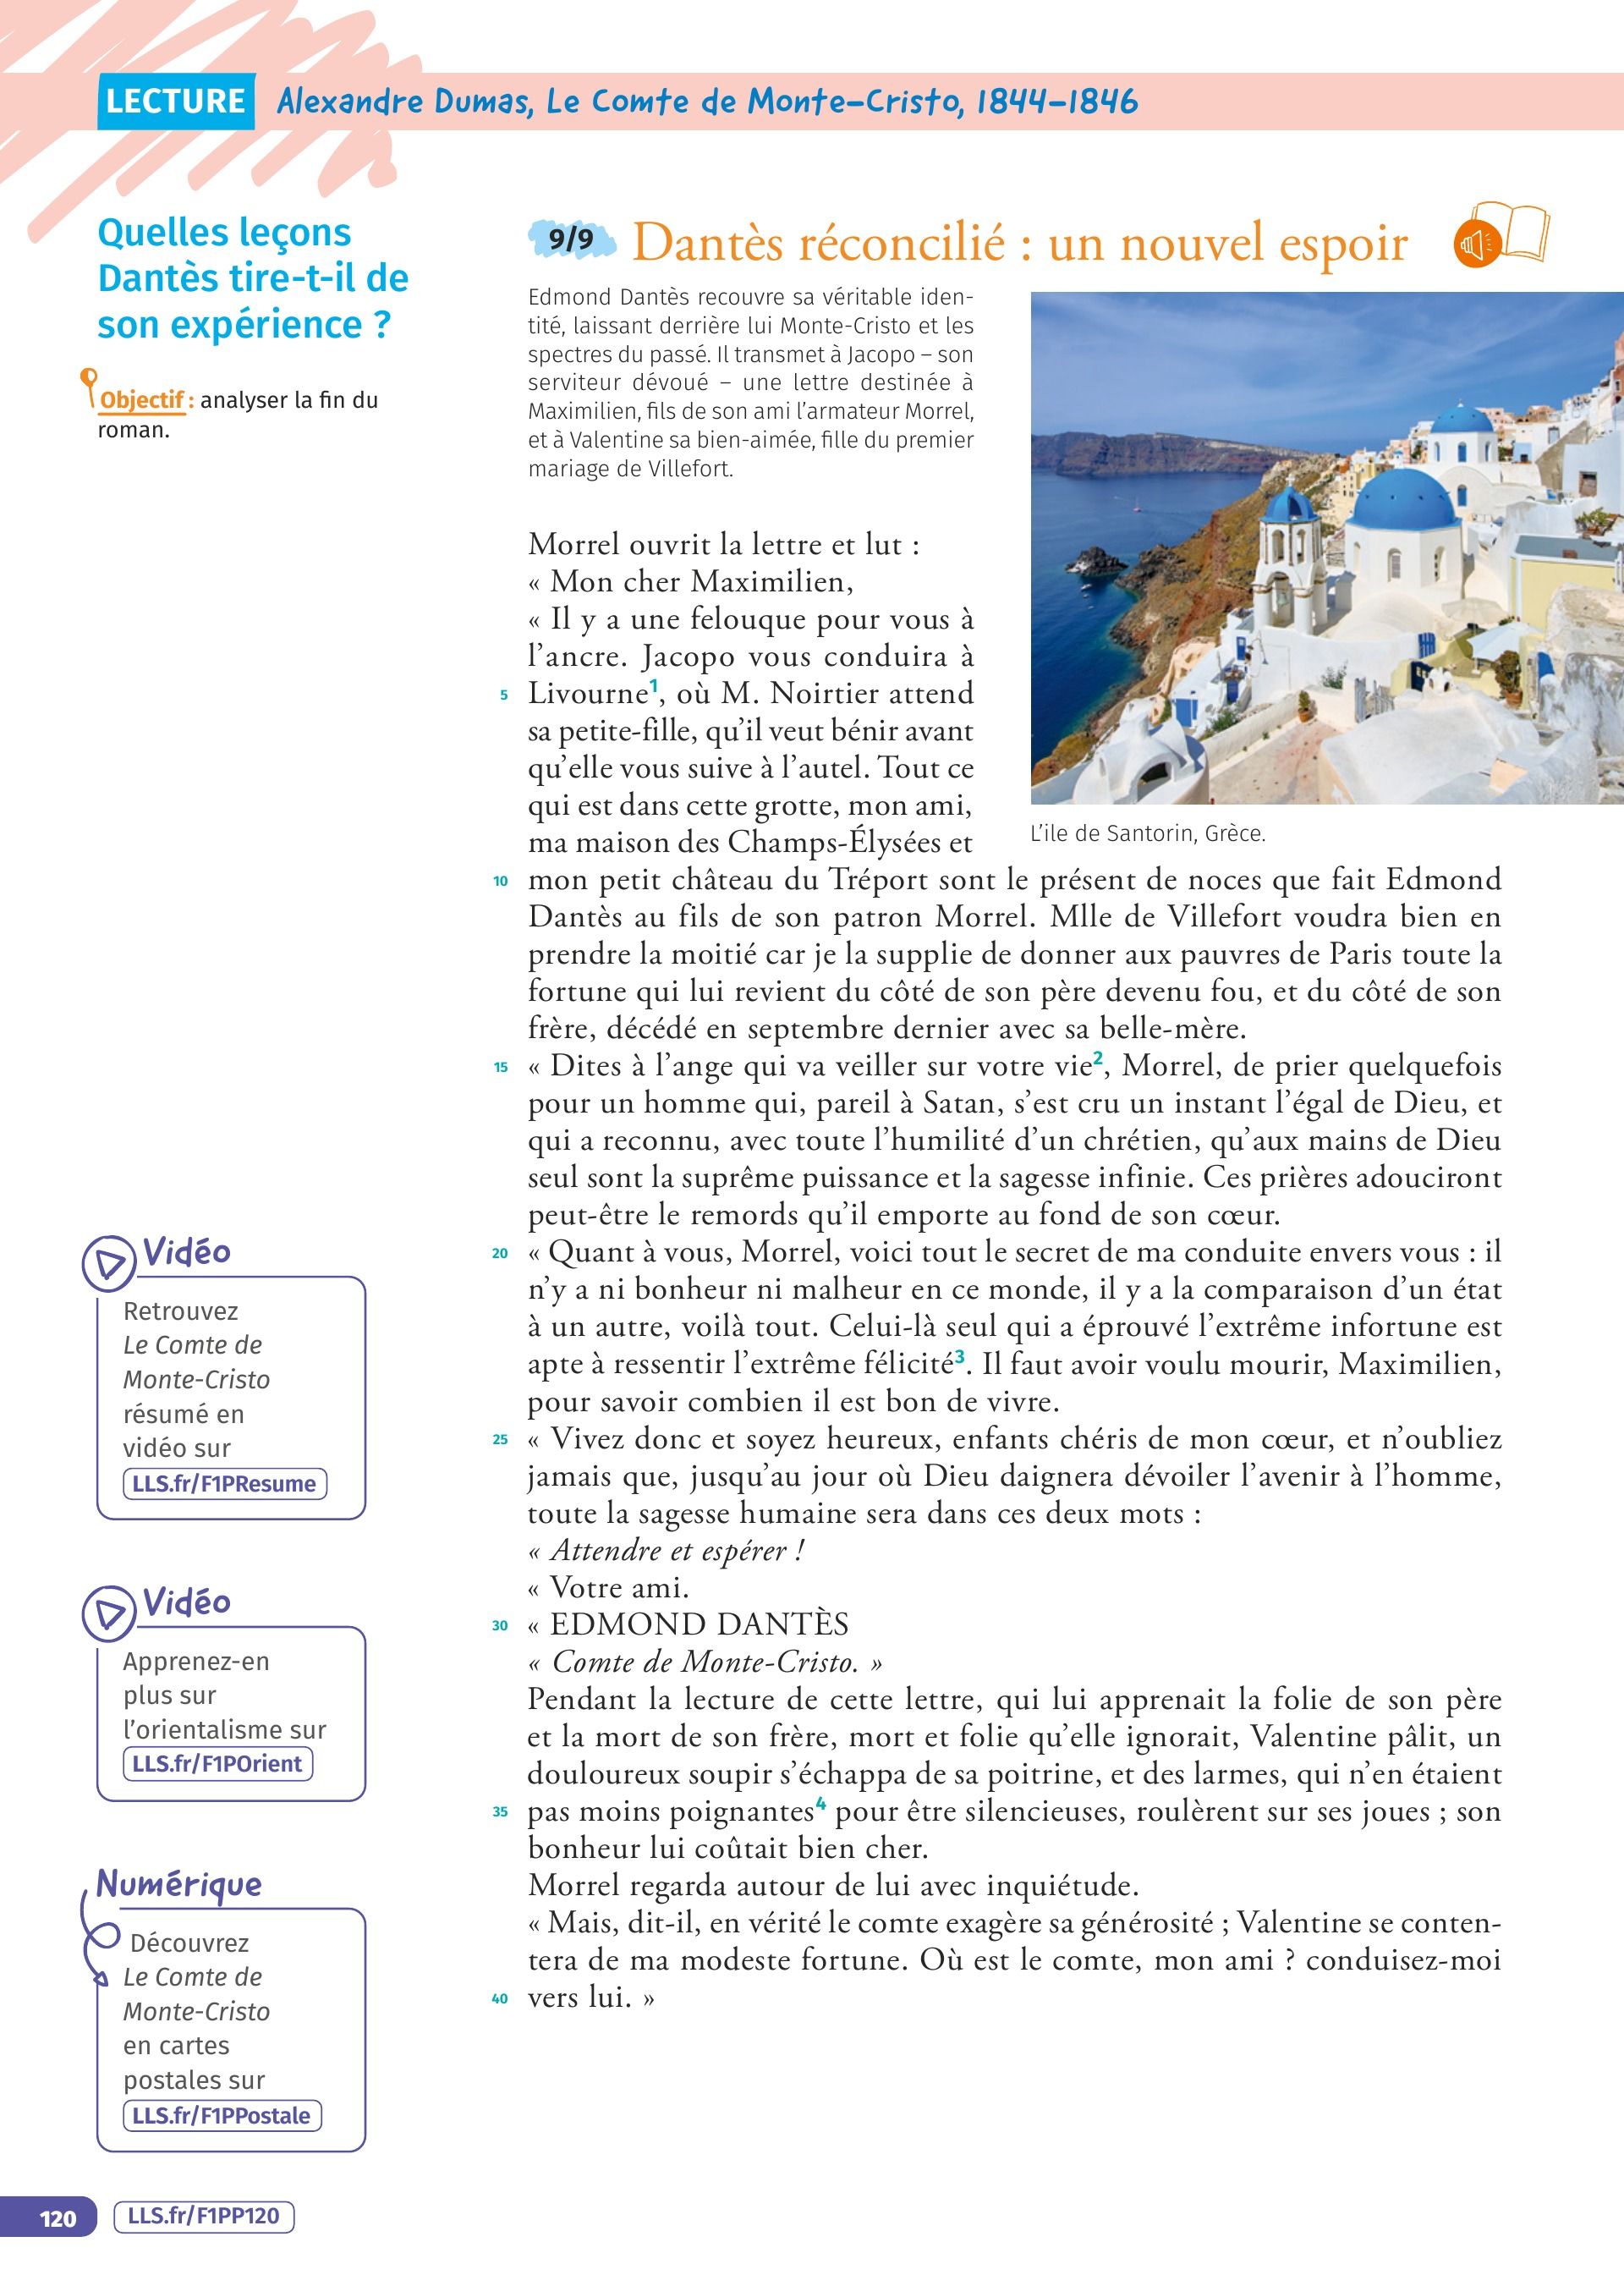 LECTURE Alexandre Dumas, Le Comte de Monte-Cristo, 1844-1846
Quelles leçons
Dantès tire-t-il de
son expérience ?
Objectif : analyser la fin du
roman.
9/9 Dantès réconcilié : un nouvel espoir
Edmond Dantès recouvre sa véritable iden-
tité, laissant derrière lui Monte-Cristo et les
spectres du passé. Il transmet à Jacopo – son
serviteur dévoué – une lettre destinée à
Maximilien, fils de son ami l’armateur Morrel,
et à Valentine sa bien-aimée, fille du premier
mariage de Villefort.
L’ile de Santorin, Grèce.
Morrel ouvrit la lettre et lut :
« Mon cher Maximilien,
« Il y a une felouque pour vous à
l’ancre. Jacopo vous conduira à
5 Livourne1, où M. Noirtier attend
sa petite-fille, qu’il veut bénir avant
qu’elle vous suive à l’autel. Tout ce
qui est dans cette grotte, mon ami,
ma maison des Champs-Élysées et
10 mon petit château du Tréport sont le présent de noces que fait Edmond
Dantès au fils de son patron Morrel. Mlle de Villefort voudra bien en
prendre la moitié car je la supplie de donner aux pauvres de Paris toute la
fortune qui lui revient du côté de son père devenu fou, et du côté de son
frère, décédé en septembre dernier avec sa belle-mère.
15 « Dites à l’ange qui va veiller sur votre vie2, Morrel, de prier quelquefois
pour un homme qui, pareil à Satan, s’est cru un instant l’égal de Dieu, et
qui a reconnu, avec toute l’humilité d’un chrétien, qu’aux mains de Dieu
seul sont la suprême puissance et la sagesse infinie. Ces prières adouciront
peut-être le remords qu’il emporte au fond de son cœur.
20 « Quant à vous, Morrel, voici tout le secret de ma conduite envers vous : il
n’y a ni bonheur ni malheur en ce monde, il y a la comparaison d’un état
à un autre, voilà tout. Celui-là seul qui a éprouvé l’extrême infortune est
apte à ressentir l’extrême félicité3. Il faut avoir voulu mourir, Maximilien,
pour savoir combien il est bon de vivre.
25 « Vivez donc et soyez heureux, enfants chéris de mon cœur, et n’oubliez
jamais que, jusqu’au jour où Dieu daignera dévoiler l’avenir à l’homme,
toute la sagesse humaine sera dans ces deux mots :
« Attendre et espérer !
« Votre ami.
30 « EDMOND DANTÈS
« Comte de Monte-Cristo. »
Pendant la lecture de cette lettre, qui lui apprenait la folie de son père
et la mort de son frère, mort et folie qu’elle ignorait, Valentine pâlit, un
douloureux soupir s’échappa de sa poitrine, et des larmes, qui n’en étaient
35 pas moins poignantes4 pour être silencieuses, roulèrent sur ses joues ; son
bonheur lui coûtait bien cher.
Morrel regarda autour de lui avec inquiétude.
« Mais, dit-il, en vérité le comte exagère sa générosité ; Valentine se conten-
tera de ma modeste fortune. Où est le comte, mon ami ? conduisez-moi
40 vers lui. »
Vidéo
Retrouvez
Le Comte de
Monte-Cristo
résumé en
vidéo sur
LLS.fr/F1PResume
Vidéo
Apprenez-en
plus sur
l’orientalisme sur
LLS.fr/F1POrient
Numérique
Découvrez
Le Comte de
Monte-Cristo
en cartes
postales sur
LLS.fr/F1PPostale
120 LLS.fr/F1PP120